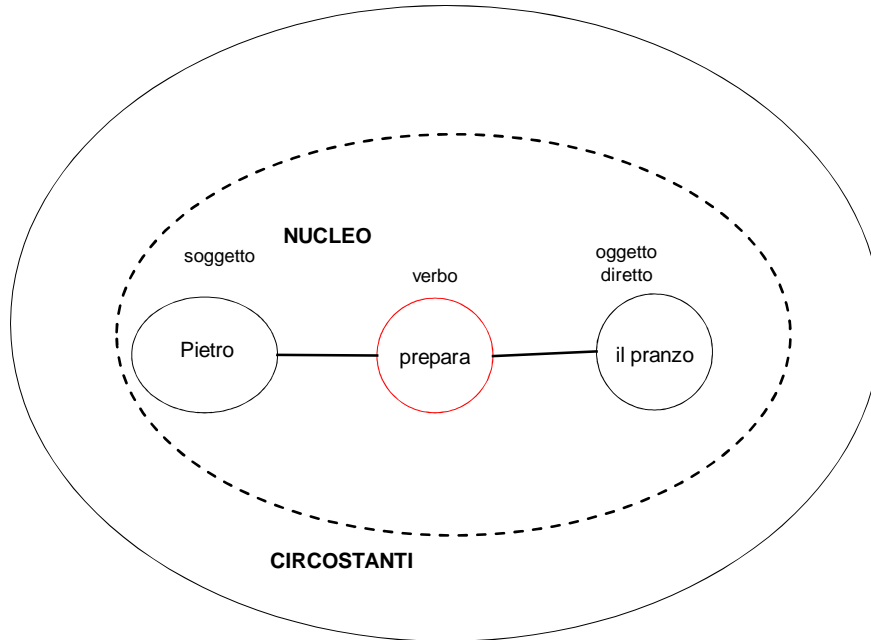 NUCLEO
soggetto
oggetto
diretto
verbo
Pietro
prepara
il pranzo
CIRCOSTANTI